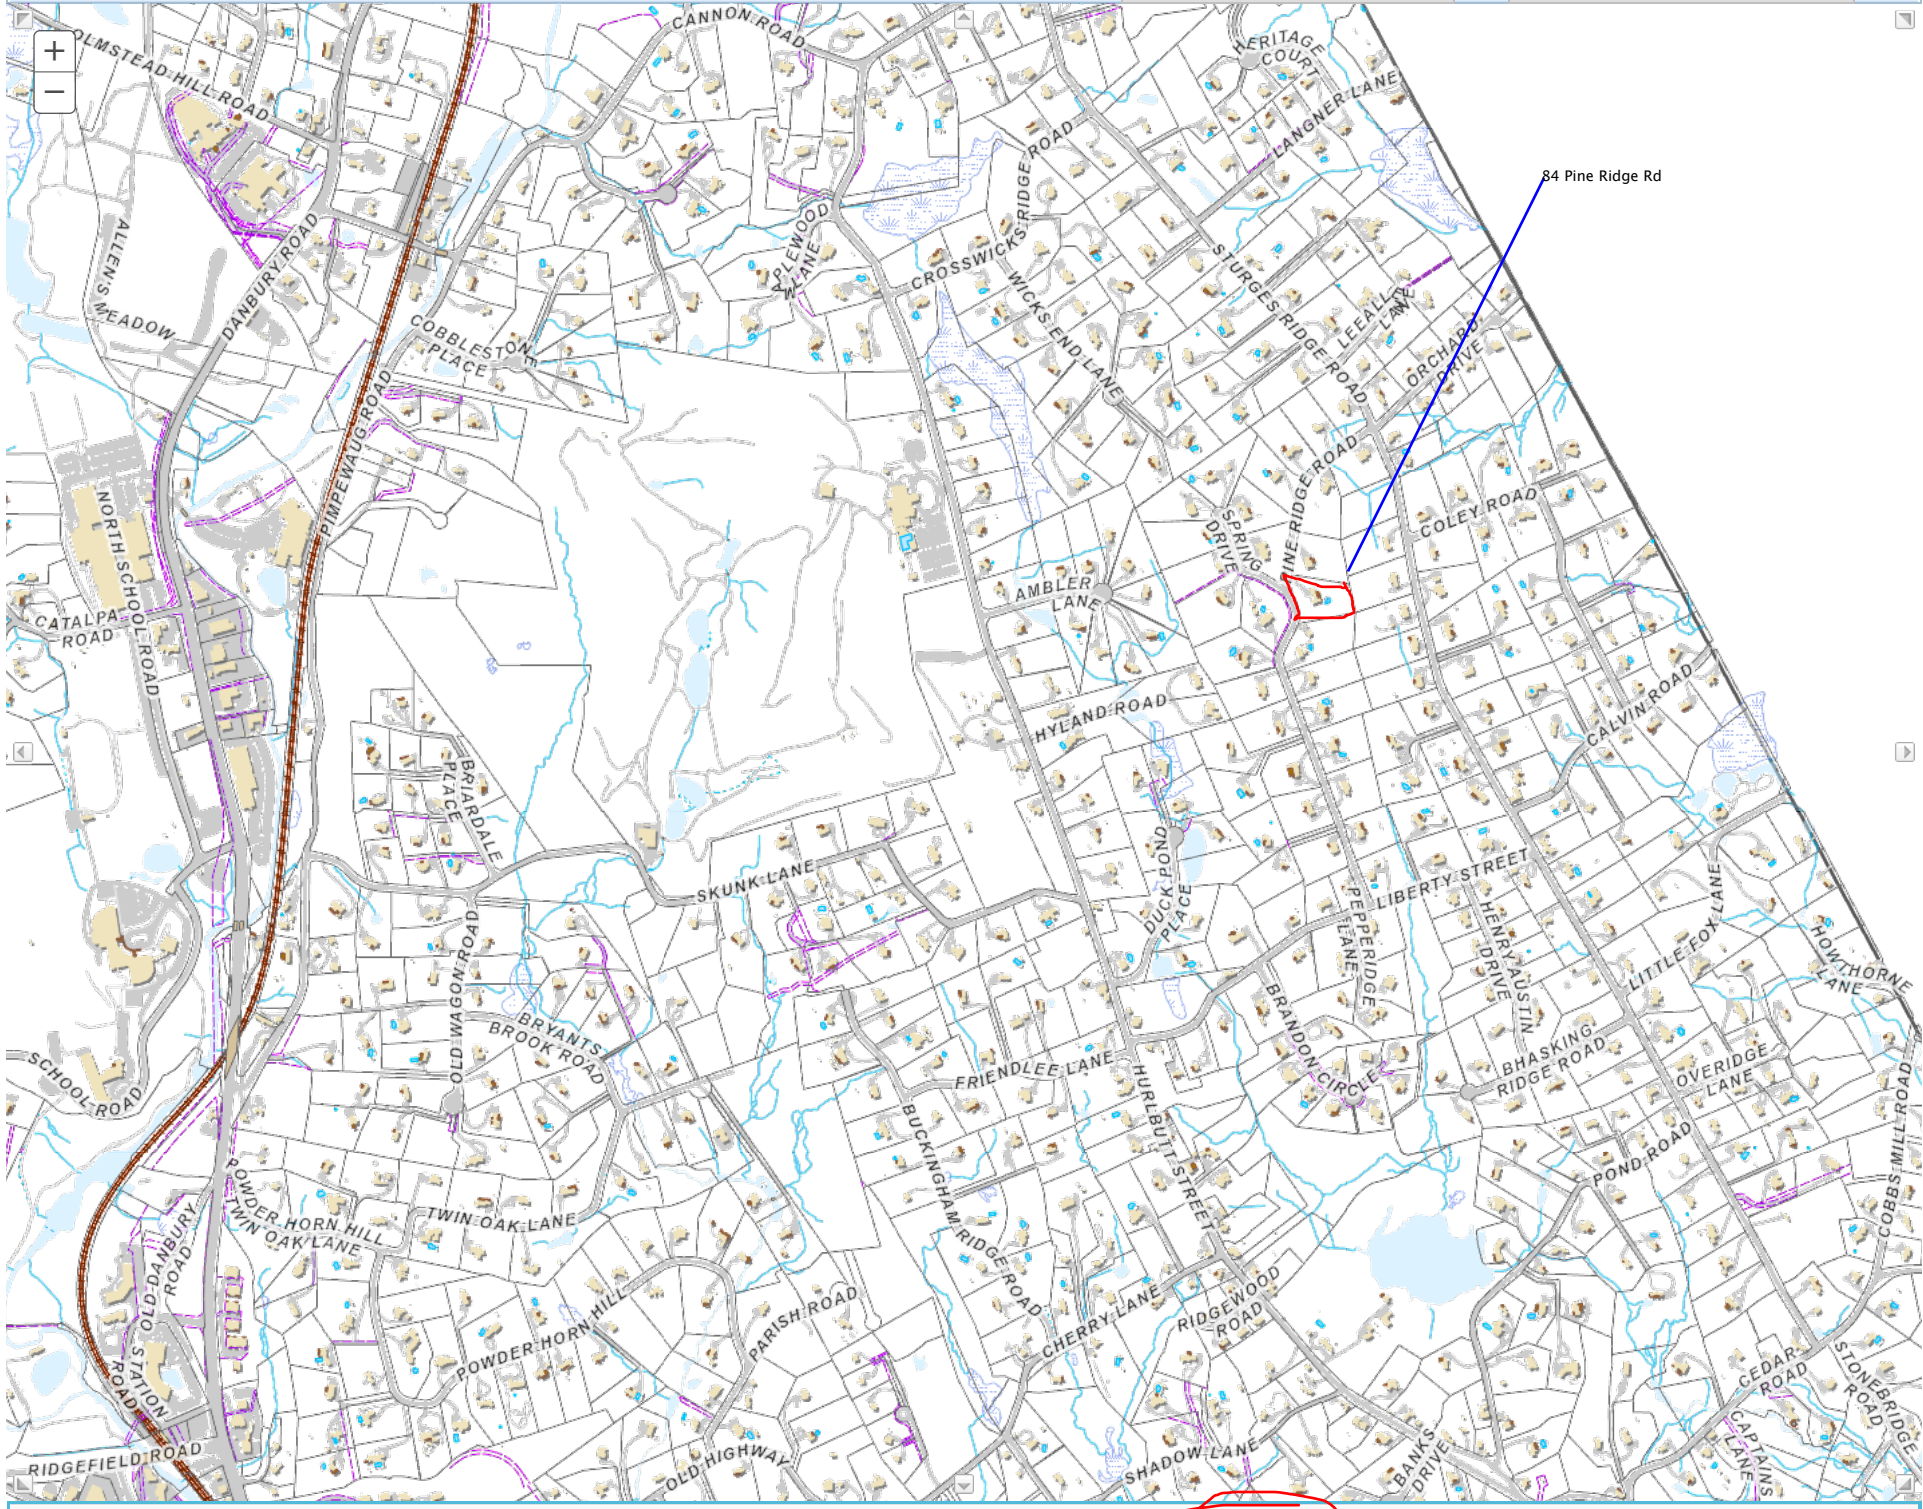 +
−
OLMSTEAD HILL ROAD
CANNON ROAD
HERITAGE
COURT
LANGNER LANE
84 Pine Ridge Rd
ALLEN'S
MEADOW
DANBURY ROAD
CROSSWICKS RIDGE ROAD
WICKS END LANE
STURGES RIDGE ROAD
LEEALL
LANE
ORCHARD
DRIVE
COBBLESTONE
PLACE
PIMPEWAUG ROAD
NORTH SCHOOL ROAD
CATALPA
ROAD
SPRING
DRIVE
PINE RIDGE ROAD
COLEY ROAD
AMBLER
LANE
HYLAND ROAD
CALVIN ROAD
BRIARDALE
PLACE
SKUNK LANE
DUCK POND
PLACE
PEPPERIDGE
LANE
LIBERTY STREET
HENRY AUSTIN
DRIVE
LITTLE FOX LANE
HOWTHORNE
LANE
OLD WAGON ROAD
BRYANTS
BROOK ROAD
SCHOOL ROAD
FRIENDLEE LANE
BRANDON CIRCLE
BHASKING
RIDGE ROAD
OVERIDGE
LANE
HURLBUTT STREET
BUCKINGHAM RIDGE ROAD
POND ROAD
COBBS MILL ROAD
POWDER HORN HILL
TWIN OAK LANE
TWIN OAK LANE
OLD DANBURY
ROAD
STATION
ROAD
POWDER HORN HILL
PARISH ROAD
CHERRY LANE
RIDGEWOOD
ROAD
CEDAR
ROAD
STONEBRIDGE
ROAD
CAPTAINS
LANE
RIDGEFIELD ROAD
OLD HIGHWAY
SHADOW LANE
BANKS
DRIVE